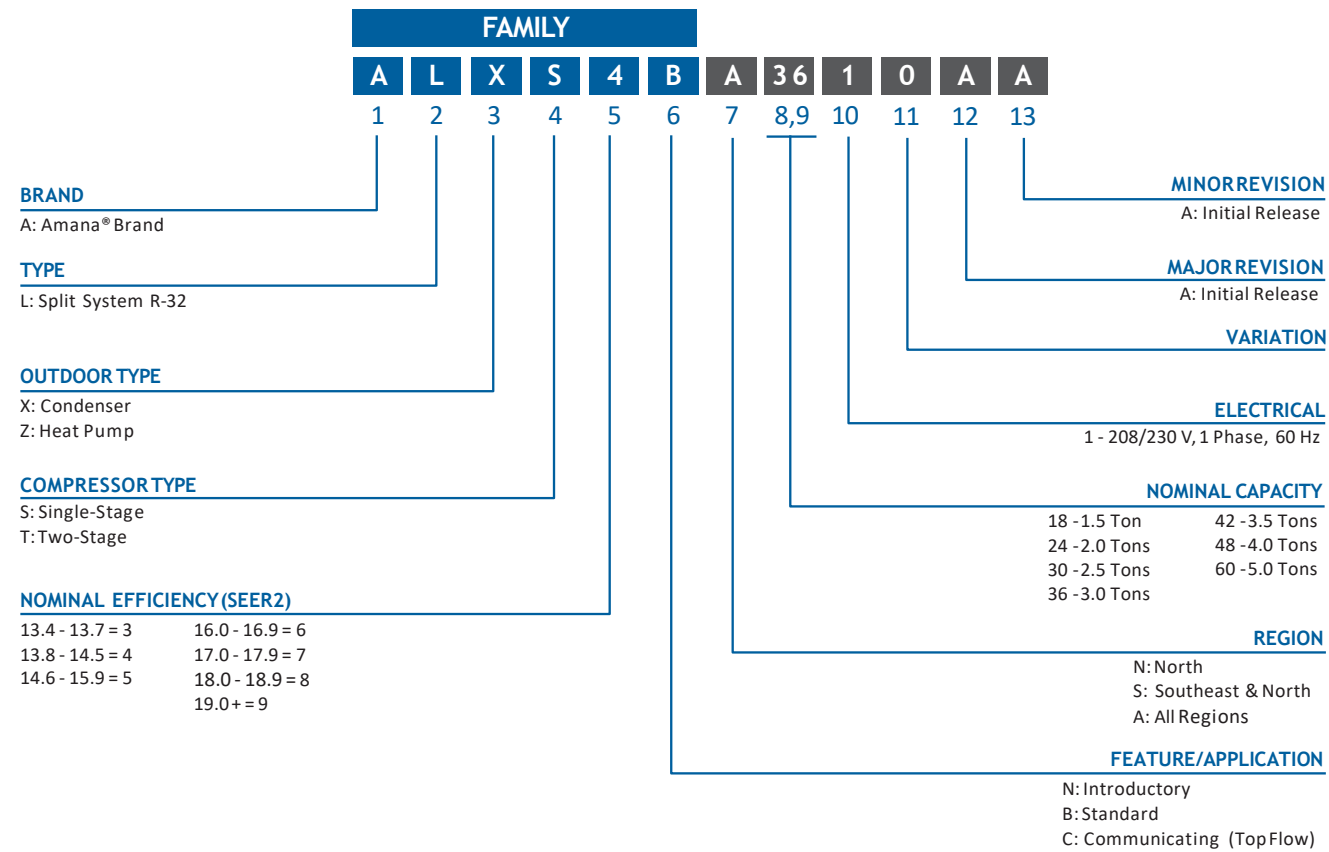 FAMILY
A L X S 4 B A 36 1 0 A A
1 2 3 4 5 6 7 8,9 10 11 12 13
BRAND
A: Amana® Brand
TYPE
L: Split System R-32
OUTDOOR TYPE
X: Condenser
Z: Heat Pump
COMPRESSOR TYPE
S: Single-Stage
T: Two-Stage
NOMINAL EFFICIENCY (SEER2)
13.4 - 13.7 = 3 16.0 - 16.9 = 6
13.8 - 14.5 = 4 17.0 - 17.9 = 7
14.6 - 15.9 = 5 18.0 - 18.9 = 8
19.0+ = 9
MINOR REVISION
A: Initial Release
MAJOR REVISION
A: Initial Release
VARIATION
ELECTRICAL
1 - 208/230 V, 1 Phase, 60 Hz
NOMINAL CAPACITY
18 - 1.5 Ton 42 - 3.5 Tons
24 - 2.0 Tons 48 - 4.0 Tons
30 - 2.5 Tons 60 - 5.0 Tons
36 - 3.0 Tons
REGION
N: North
S: Southeast & North
A: All Regions
FEATURE/APPLICATION
N: Introductory
B: Standard
C: Communicating (Top Flow)